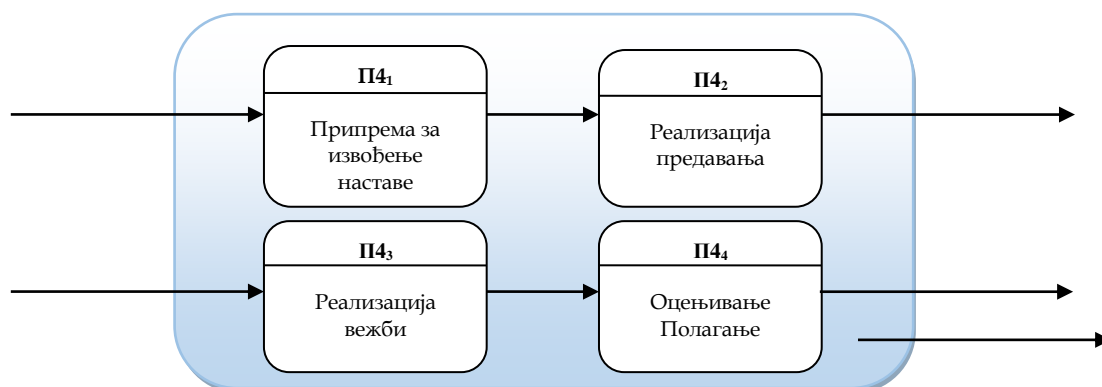 П4₁
Припрема за
извођење
наставе
П4₂
Реализација
предавања
П4₃
Реализација
вежби
П4₄
Оцењивање
Полагање